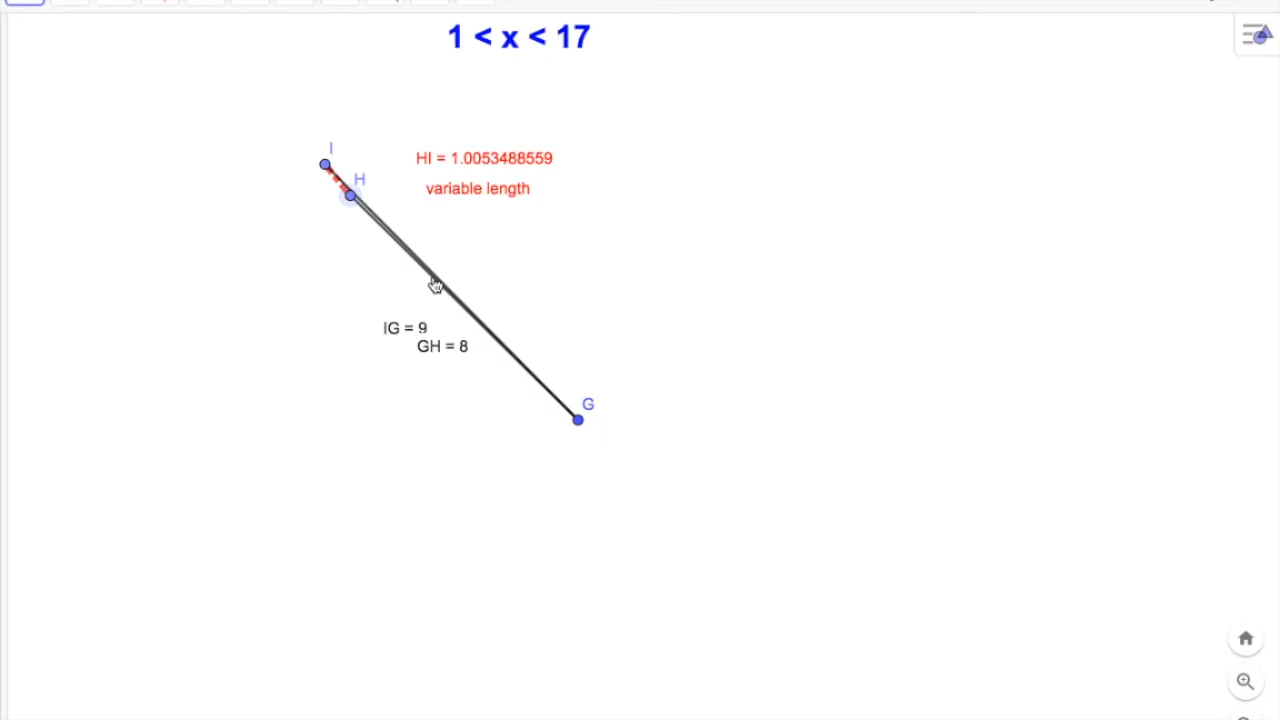 1 < x < 17
I
HI = 1.0053488559
H
variable length
IG = 9
GH = 8
G